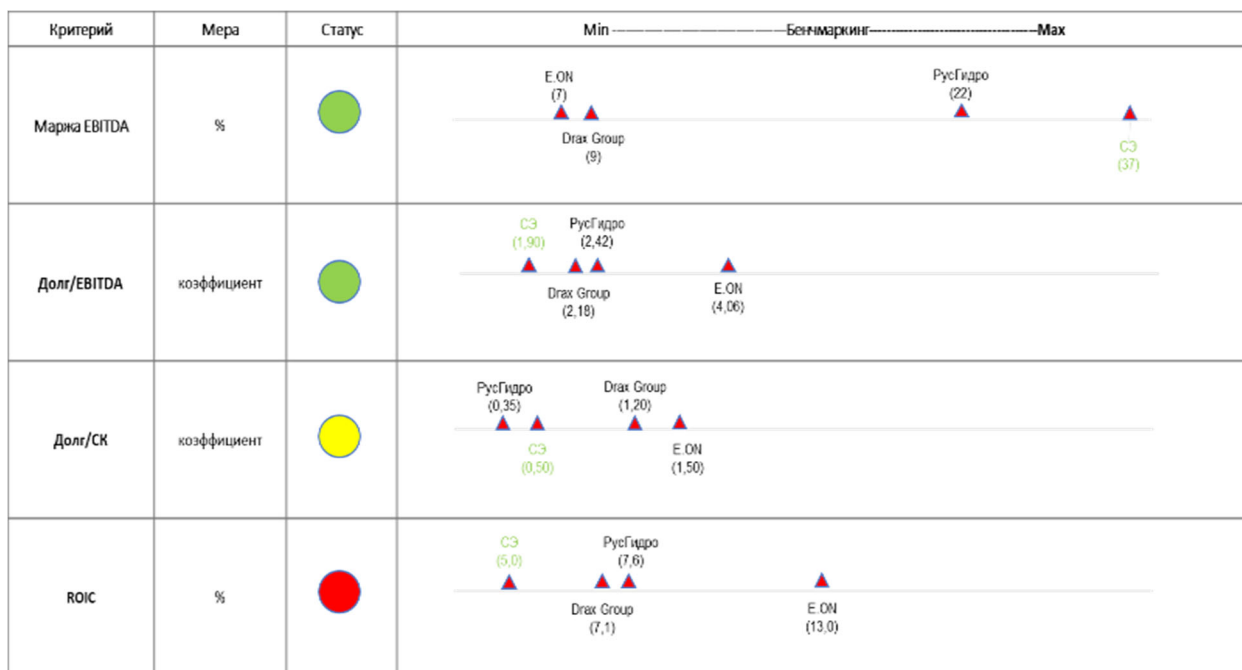 Критерий
Мера
Статус
Min ---------------------------Бенчмаркинг---------------------------Max
Маржа EBITDA
%
E.ON
(7)
Drax Group
(9)
РусГидро
(22)
СЭ
(37)
Долг/EBITDA
коэффициент
СЭ
(1,90)
РусГидро
(2,42)
Drax Group
(2,18)
E.ON
(4,06)
Долг/СК
коэффициент
РусГидро
(0,35)
Drax Group
(1,20)
СЭ
(0,50)
E.ON
(1,50)
ROIC
%
СЭ
(5,0)
РусГидро
(7,6)
Drax Group
(7,1)
E.ON
(13,0)